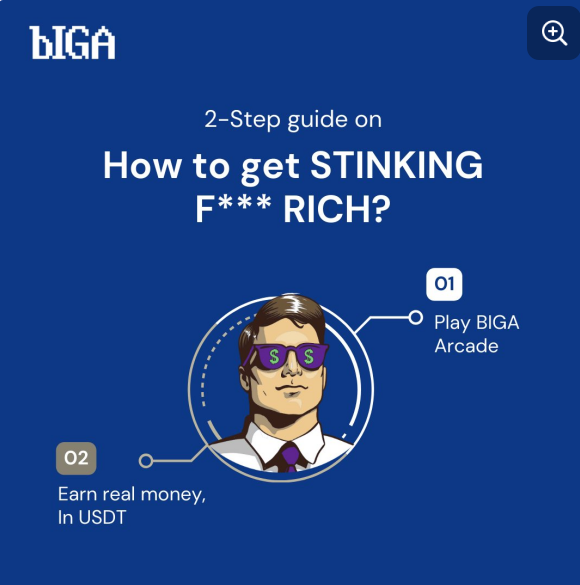 bIGA
2-Step guide on
How to get STINKING
F*** RICH?
01
Play BIGA
Arcade
$ $
02
Earn real money,
In USDT